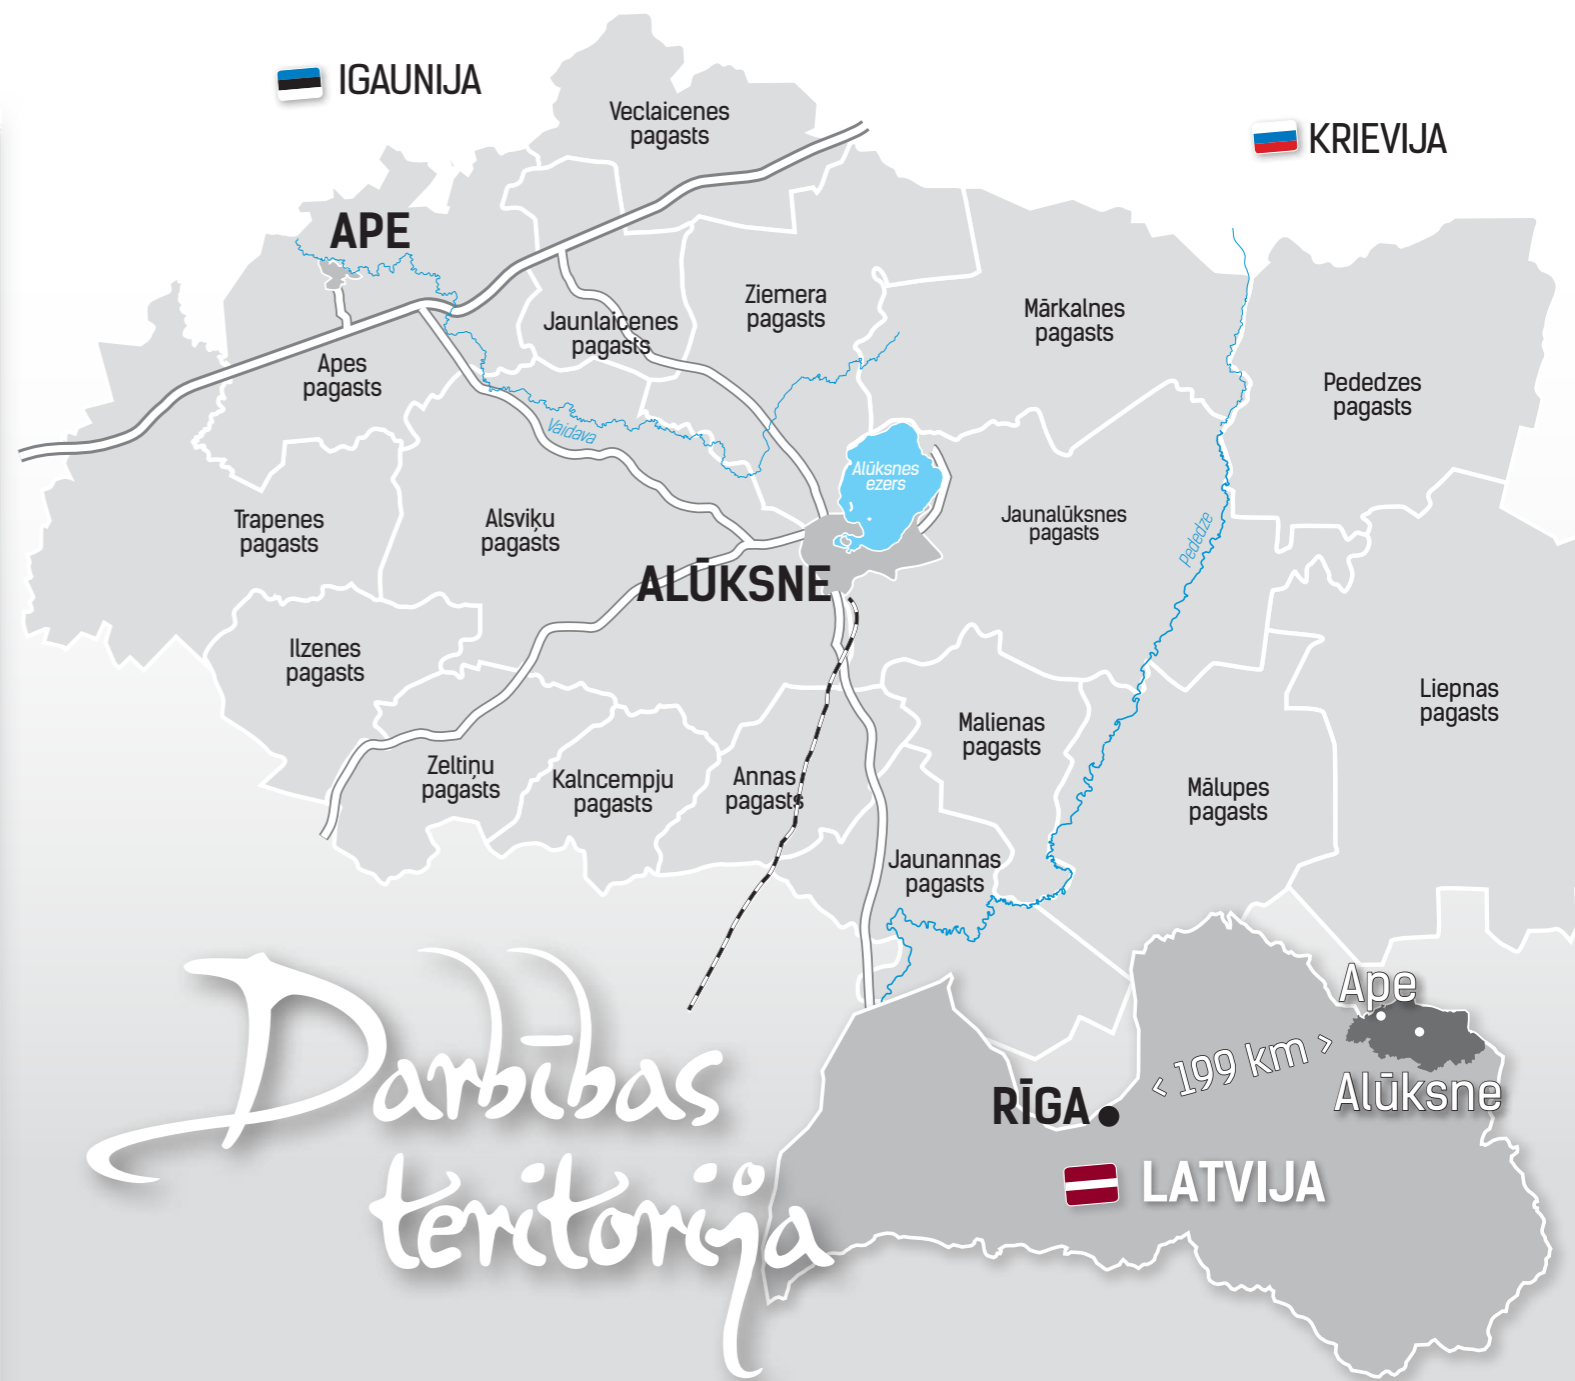 IGAUNIJA
KRIEVIJA
Veclaicenes
pagasts
APE
Ziemera
pagasts
Mārkalnes
pagasts
Jaunlaicenes
pagasts
Apes
pagasts
Pededzes
pagasts
Vaidava
Alūksnes
ezers
Trapenes
pagasts
Alsviķu
pagasts
Jaunalūksnes
pagasts
Pededze
ALŪKSNE
Ilzenes
pagasts
Liepnas
pagasts
Malienas
pagasts
Zeltiņu
pagasts
Kalncempju
pagasts
Annas
pagasts
Mālupes
pagasts
Jaunannas
pagasts
Darbības
teritorija
Ape
< 199 km >
Alūksne
RĪGA
LATVIJA